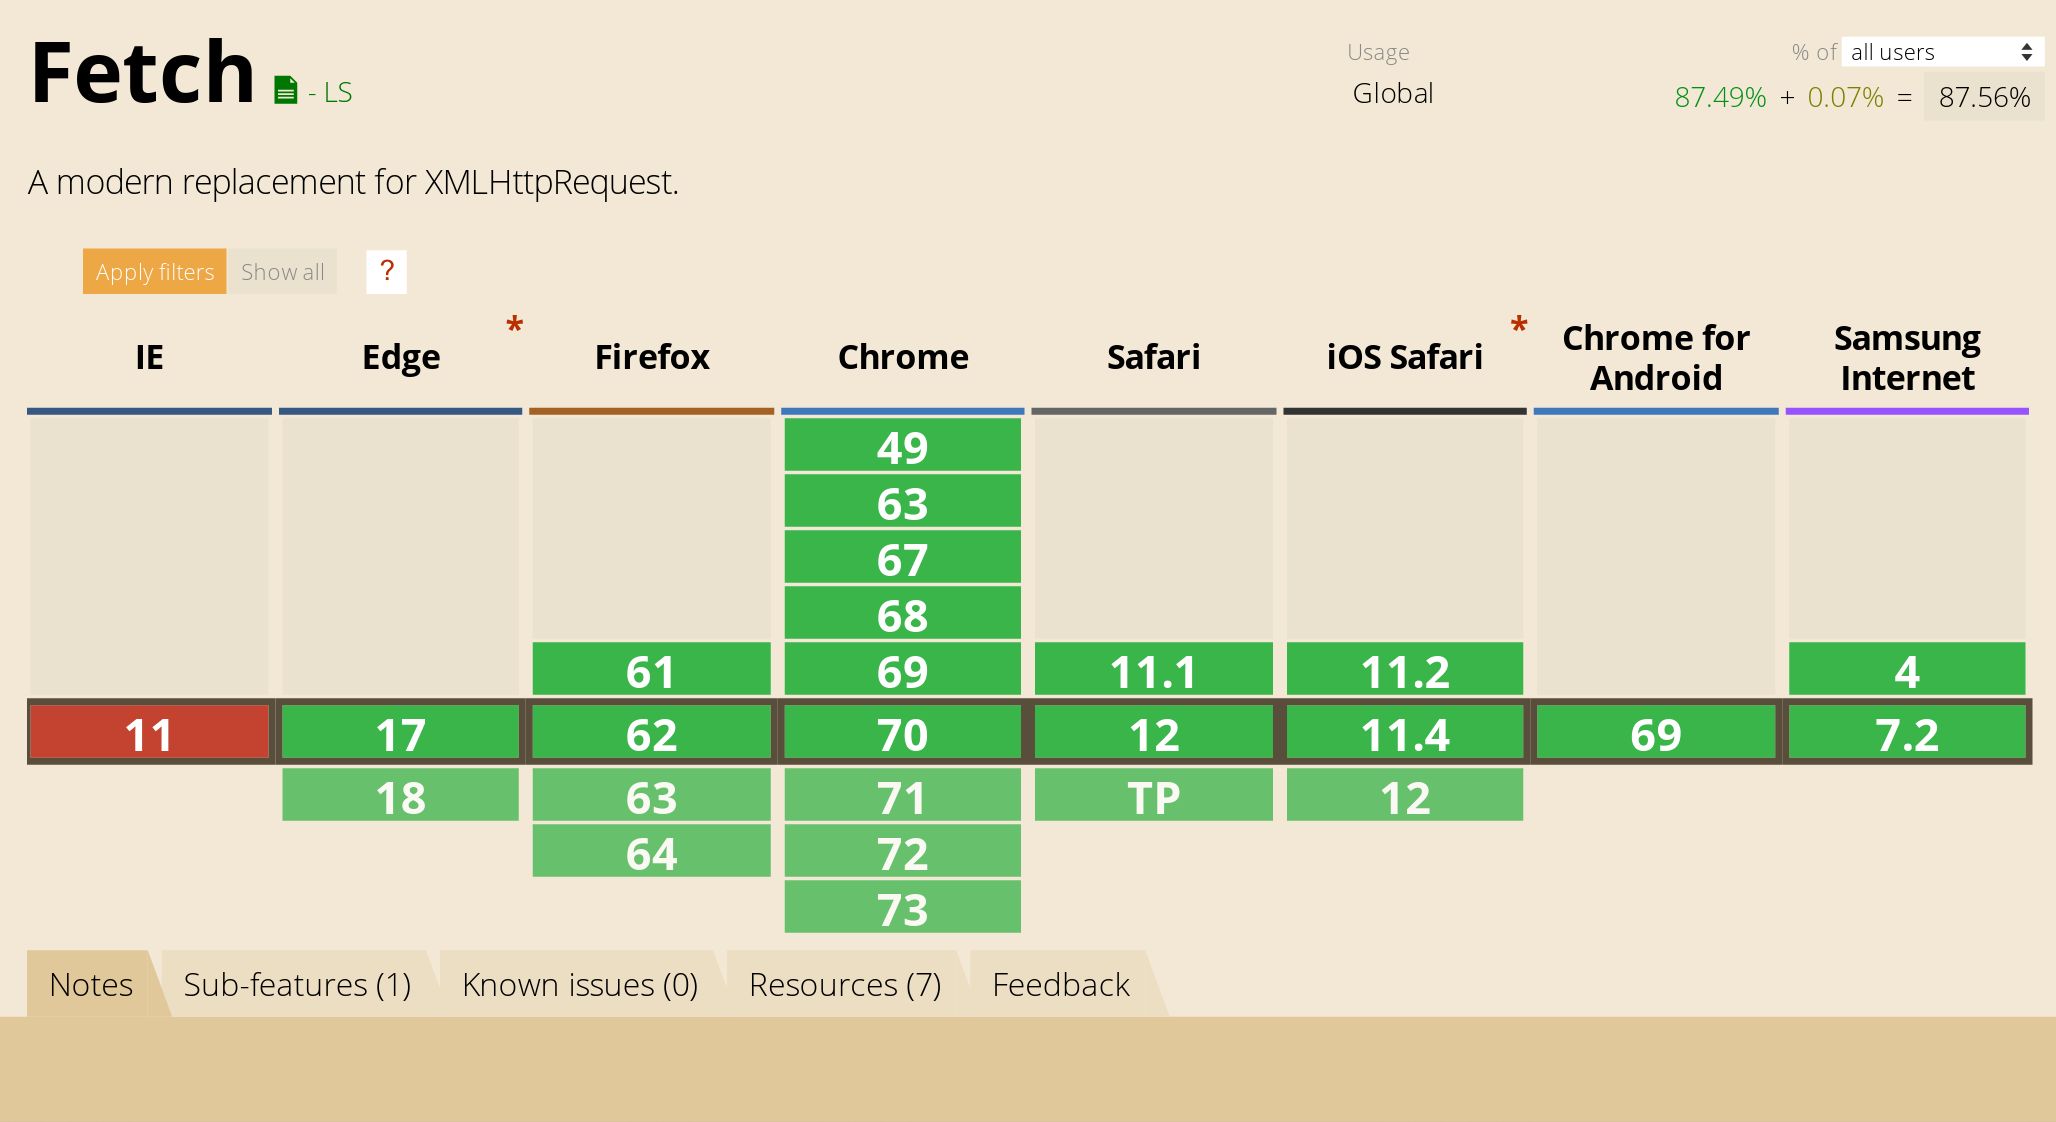 Fetch - LS
Usage % of all users
Global 87.49% + 0.07% = 87.56%
A modern replacement for XMLHttpRequest.
Apply filters Show all ?
IE Edge * Firefox Chrome Safari iOS Safari * Chrome for Android Samsung Internet
49
63
67
68
61 69 11.1 11.2 4
11 17 62 70 12 11.4 69 7.2
18 63 71 TP 12
64 72
73
Notes Sub-features (1) Known issues (0) Resources (7) Feedback